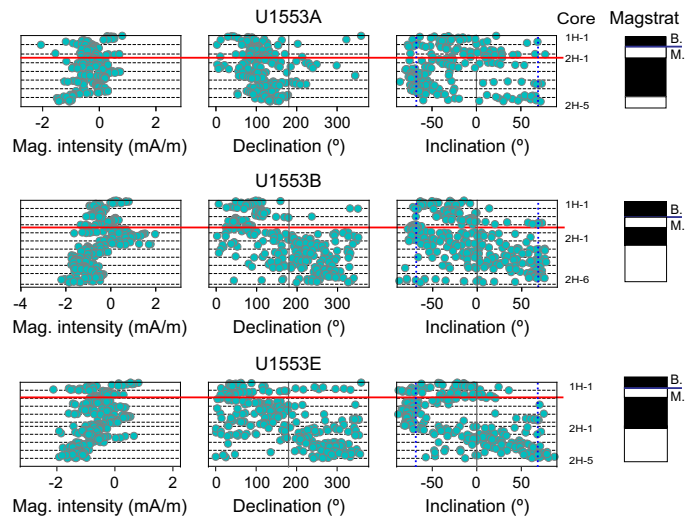 U1553A
Core Magstrat
1H-1
B.
M.
2H-1
2H-5
-2 0 2
0 100 200 300
-50 0 50
Mag. intensity (mA/m) Declination (º) Inclination (º)
U1553B
1H-1
B.
M.
2H-1
2H-6
-4 -2 0 2 4
0 100 200 300
-50 0 50
Mag. intensity (mA/m) Declination (º) Inclination (º)
U1553E
1H-1
B.
M.
2H-1
2H-5
-2 0 2
0 100 200 300
-50 0 50
Mag. intensity (mA/m) Declination (º) Inclination (º)